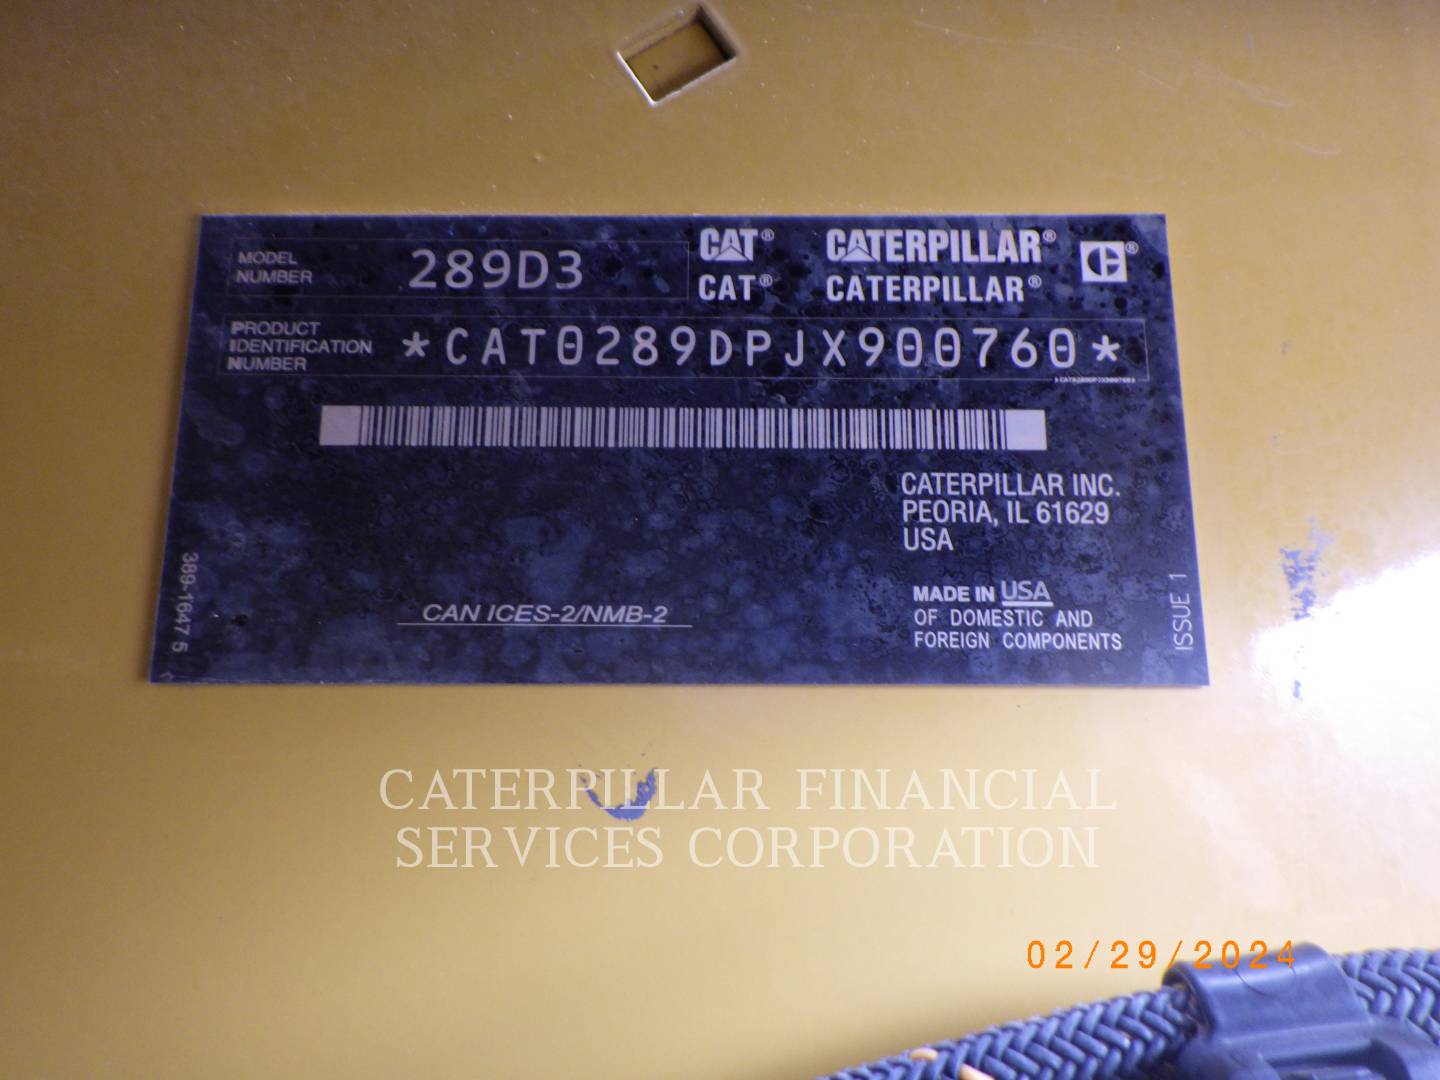 MODEL NUMBER 289D3
CAT® CATERPILLAR® CE®
CAT® CATERPILLAR®
PRODUCT IDENTIFICATION NUMBER *CAT0289DPJX900760*
*CAT0289DPJX900760*
CATERPILLAR INC.
PEORIA, IL 61629
USA
MADE IN USA
OF DOMESTIC AND
FOREIGN COMPONENTS
CAN ICES-2/NMB-2
389-1647 5
ISSUE 1
CATERPILLAR FINANCIAL
SERVICES CORPORATION
02/29/2024